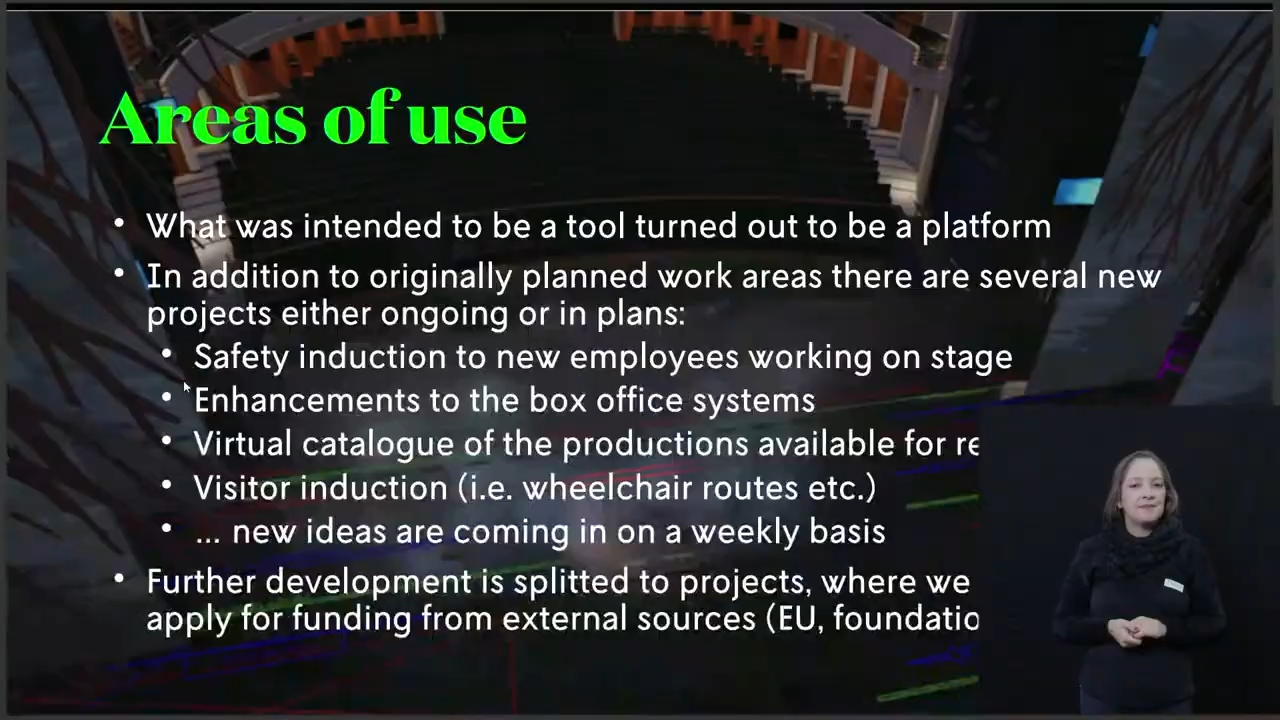 Areas of use
• What was intended to be a tool turned out to be a platform
• In addition to originally planned work areas there are several new
projects either ongoing or in plans:
• Safety induction to new employees working on stage
• Enhancements to the box office systems
• Virtual catalogue of the productions available for re
• Visitor induction (i.e. wheelchair routes etc.)
• ... new ideas are coming in on a weekly basis
• Further development is splitted to projects, where we
apply for funding from external sources (EU, foundatio